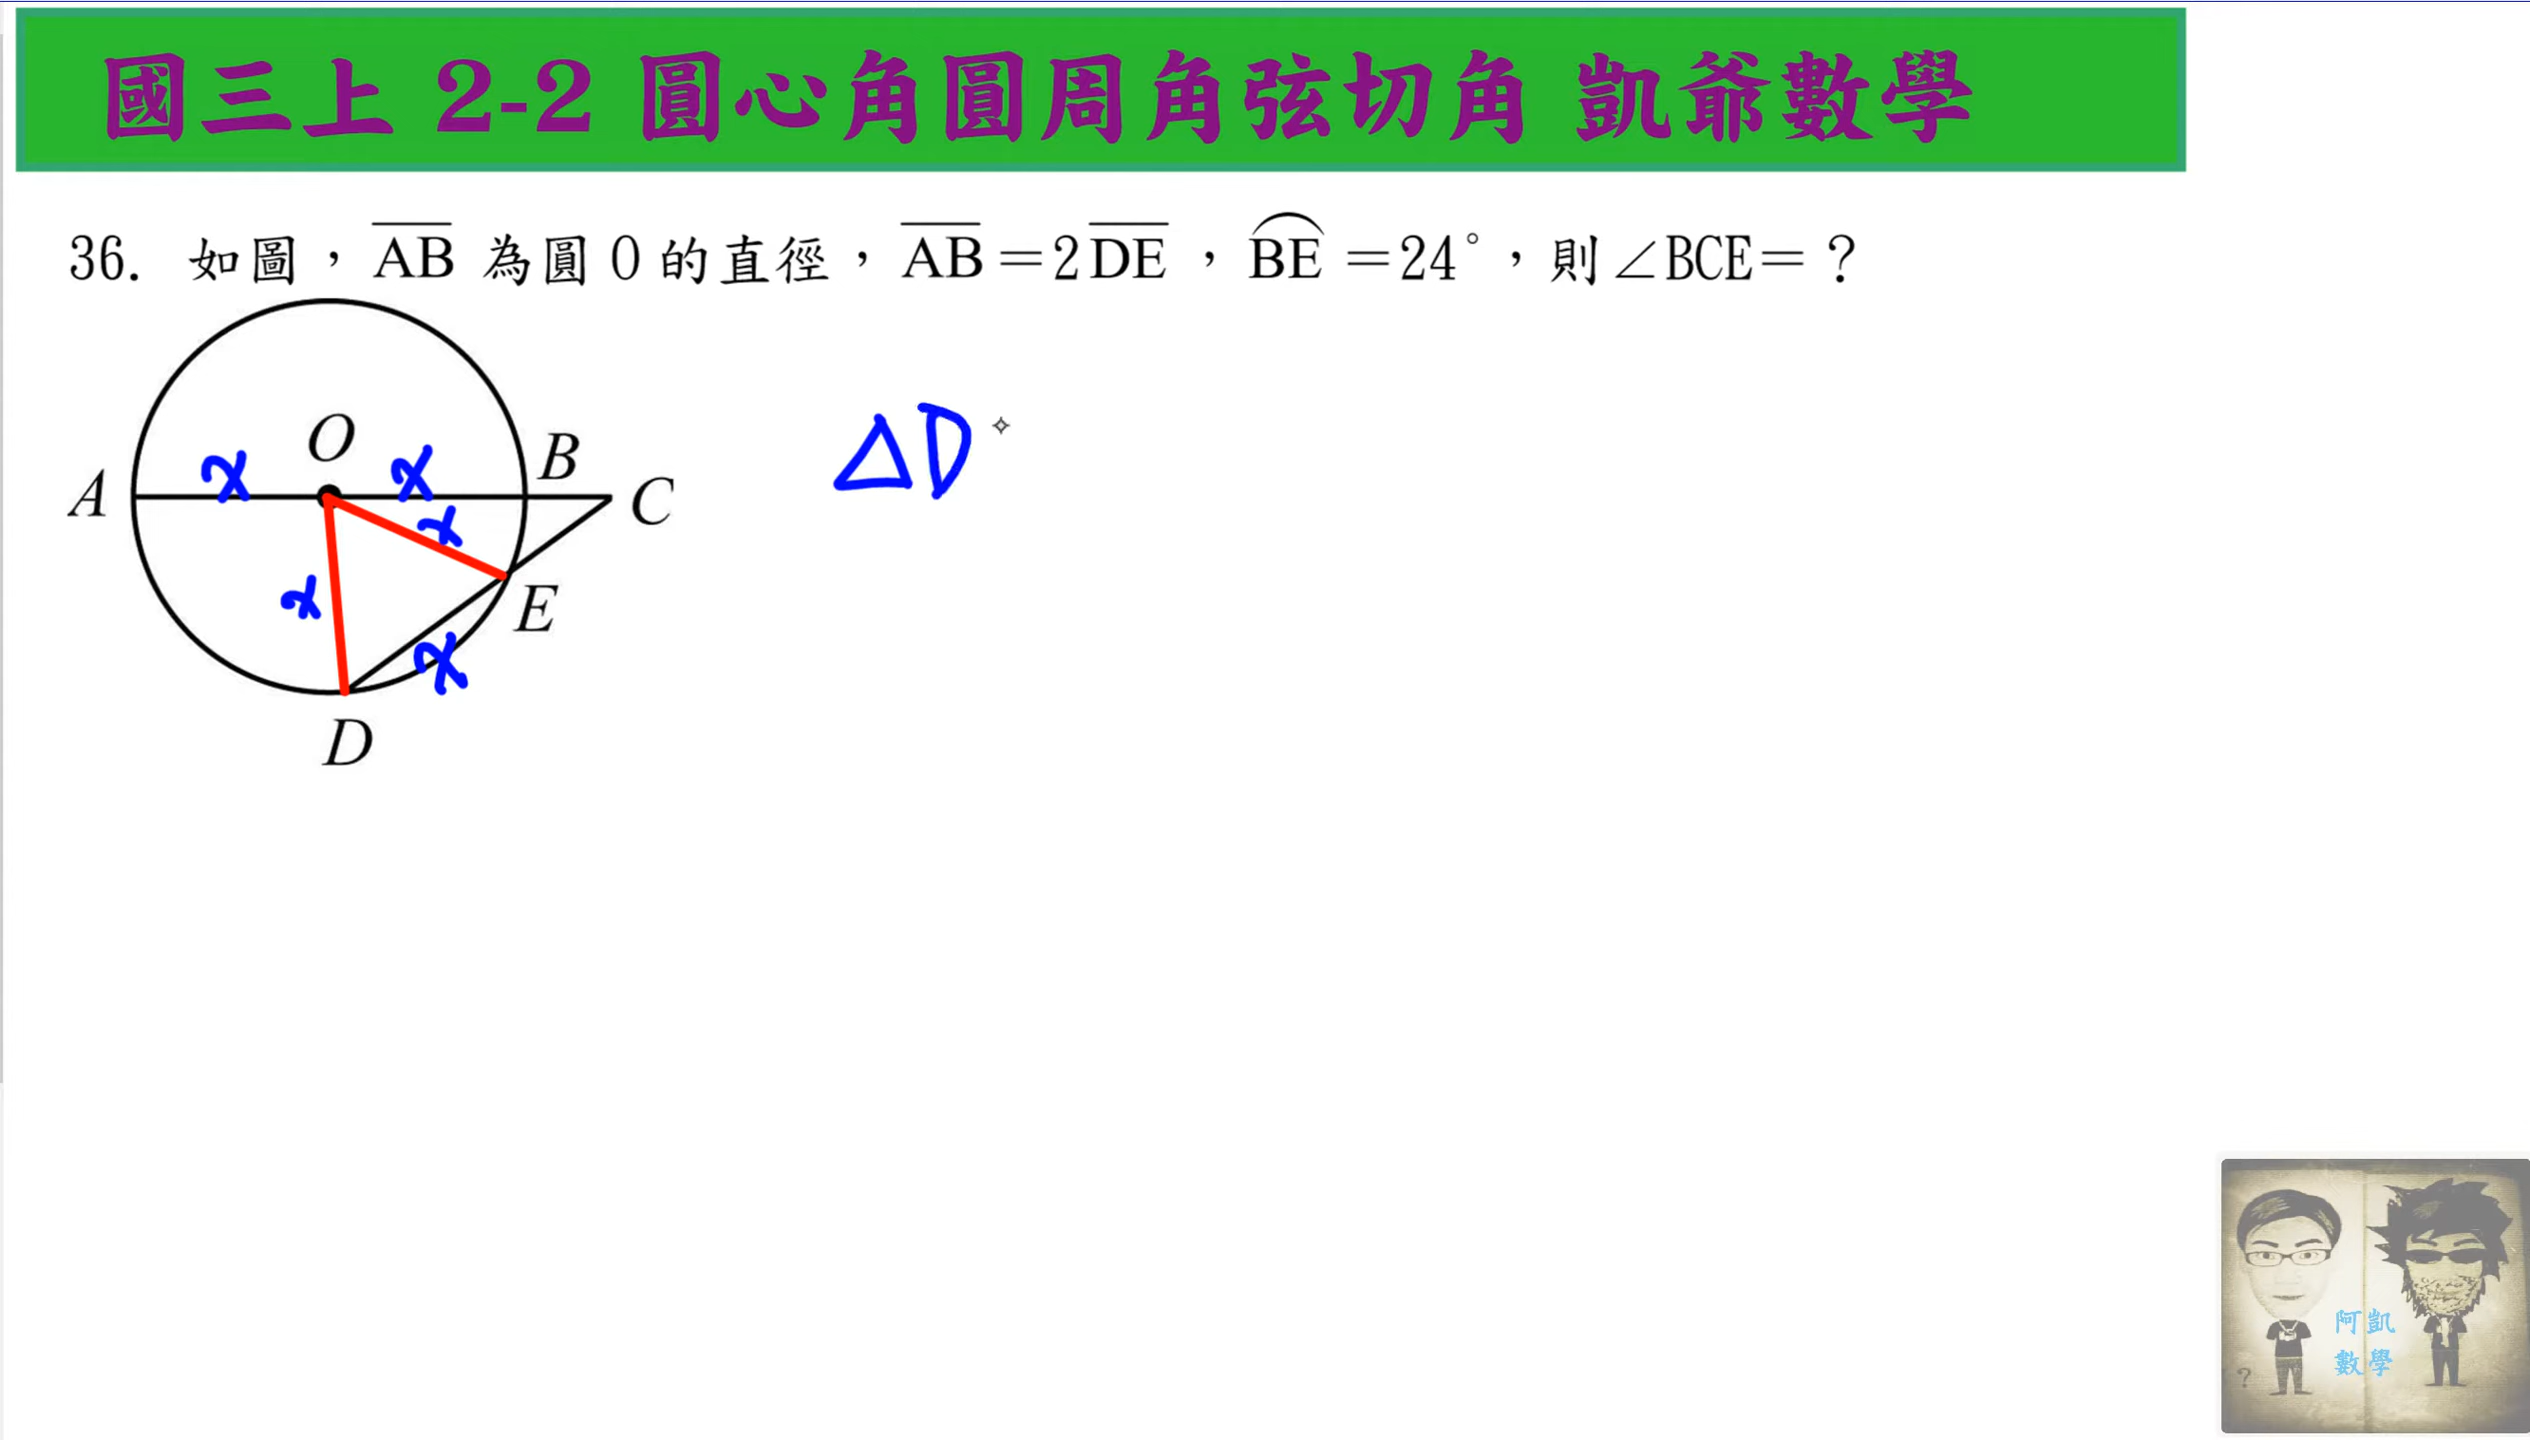 國三上 2-2 圓心角圓周角弦切角 凱爺數學
36. 如圖，AB 為圓 O 的直徑，AB＝2DE，BE＝24°，則∠BCE＝？
O
B
A
C
x
x
x
x
E
x
D
△D
阿凱
數學
?